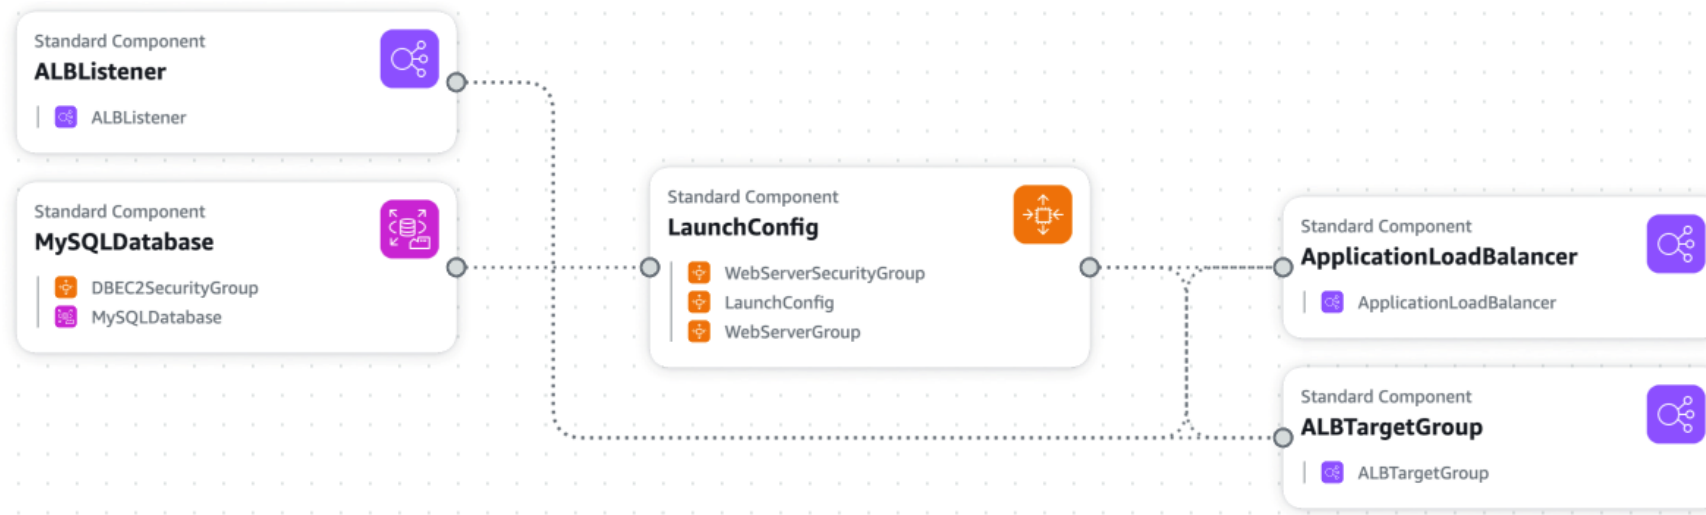 Standard Component
ALBListener
ALBListener
Standard Component
MySQLDatabase
DBEC2SecurityGroup
MySQLDatabase
Standard Component
LaunchConfig
WebServerSecurityGroup
LaunchConfig
WebServerGroup
Standard Component
ApplicationLoadBalancer
ApplicationLoadBalancer
Standard Component
ALBTargetGroup
ALBTargetGroup